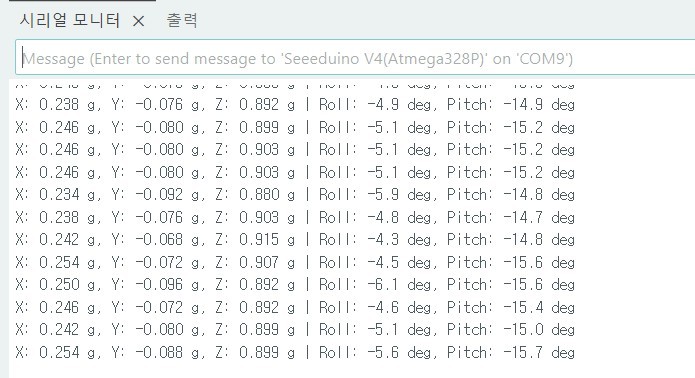 시리얼 모니터 × 출력
Message (Enter to send message to 'Seeeduino V4(Atmega328P)' on 'COM9')
X: 0.238 g, Y: -0.076 g, Z: 0.892 g | Roll: -4.9 deg, Pitch: -14.9 deg
X: 0.246 g, Y: -0.080 g, Z: 0.899 g | Roll: -5.1 deg, Pitch: -15.2 deg
X: 0.246 g, Y: -0.080 g, Z: 0.903 g | Roll: -5.1 deg, Pitch: -15.2 deg
X: 0.246 g, Y: -0.080 g, Z: 0.903 g | Roll: -5.1 deg, Pitch: -15.2 deg
X: 0.234 g, Y: -0.092 g, Z: 0.880 g | Roll: -5.9 deg, Pitch: -14.8 deg
X: 0.238 g, Y: -0.076 g, Z: 0.903 g | Roll: -4.8 deg, Pitch: -14.7 deg
X: 0.242 g, Y: -0.068 g, Z: 0.915 g | Roll: -4.3 deg, Pitch: -14.8 deg
X: 0.254 g, Y: -0.072 g, Z: 0.907 g | Roll: -4.5 deg, Pitch: -15.6 deg
X: 0.250 g, Y: -0.096 g, Z: 0.892 g | Roll: -6.1 deg, Pitch: -15.6 deg
X: 0.246 g, Y: -0.072 g, Z: 0.892 g | Roll: -4.6 deg, Pitch: -15.4 deg
X: 0.242 g, Y: -0.080 g, Z: 0.899 g | Roll: -5.1 deg, Pitch: -15.0 deg
X: 0.254 g, Y: -0.088 g, Z: 0.899 g | Roll: -5.6 deg, Pitch: -15.7 deg